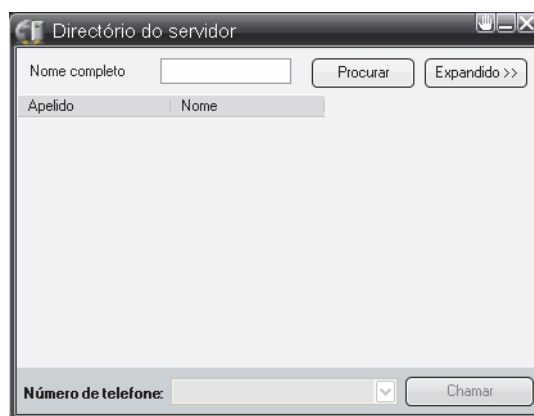 Directório do servidor
Nome completo Procurar Expandido >>
Apelido Nome
Número de telefone: Chamar